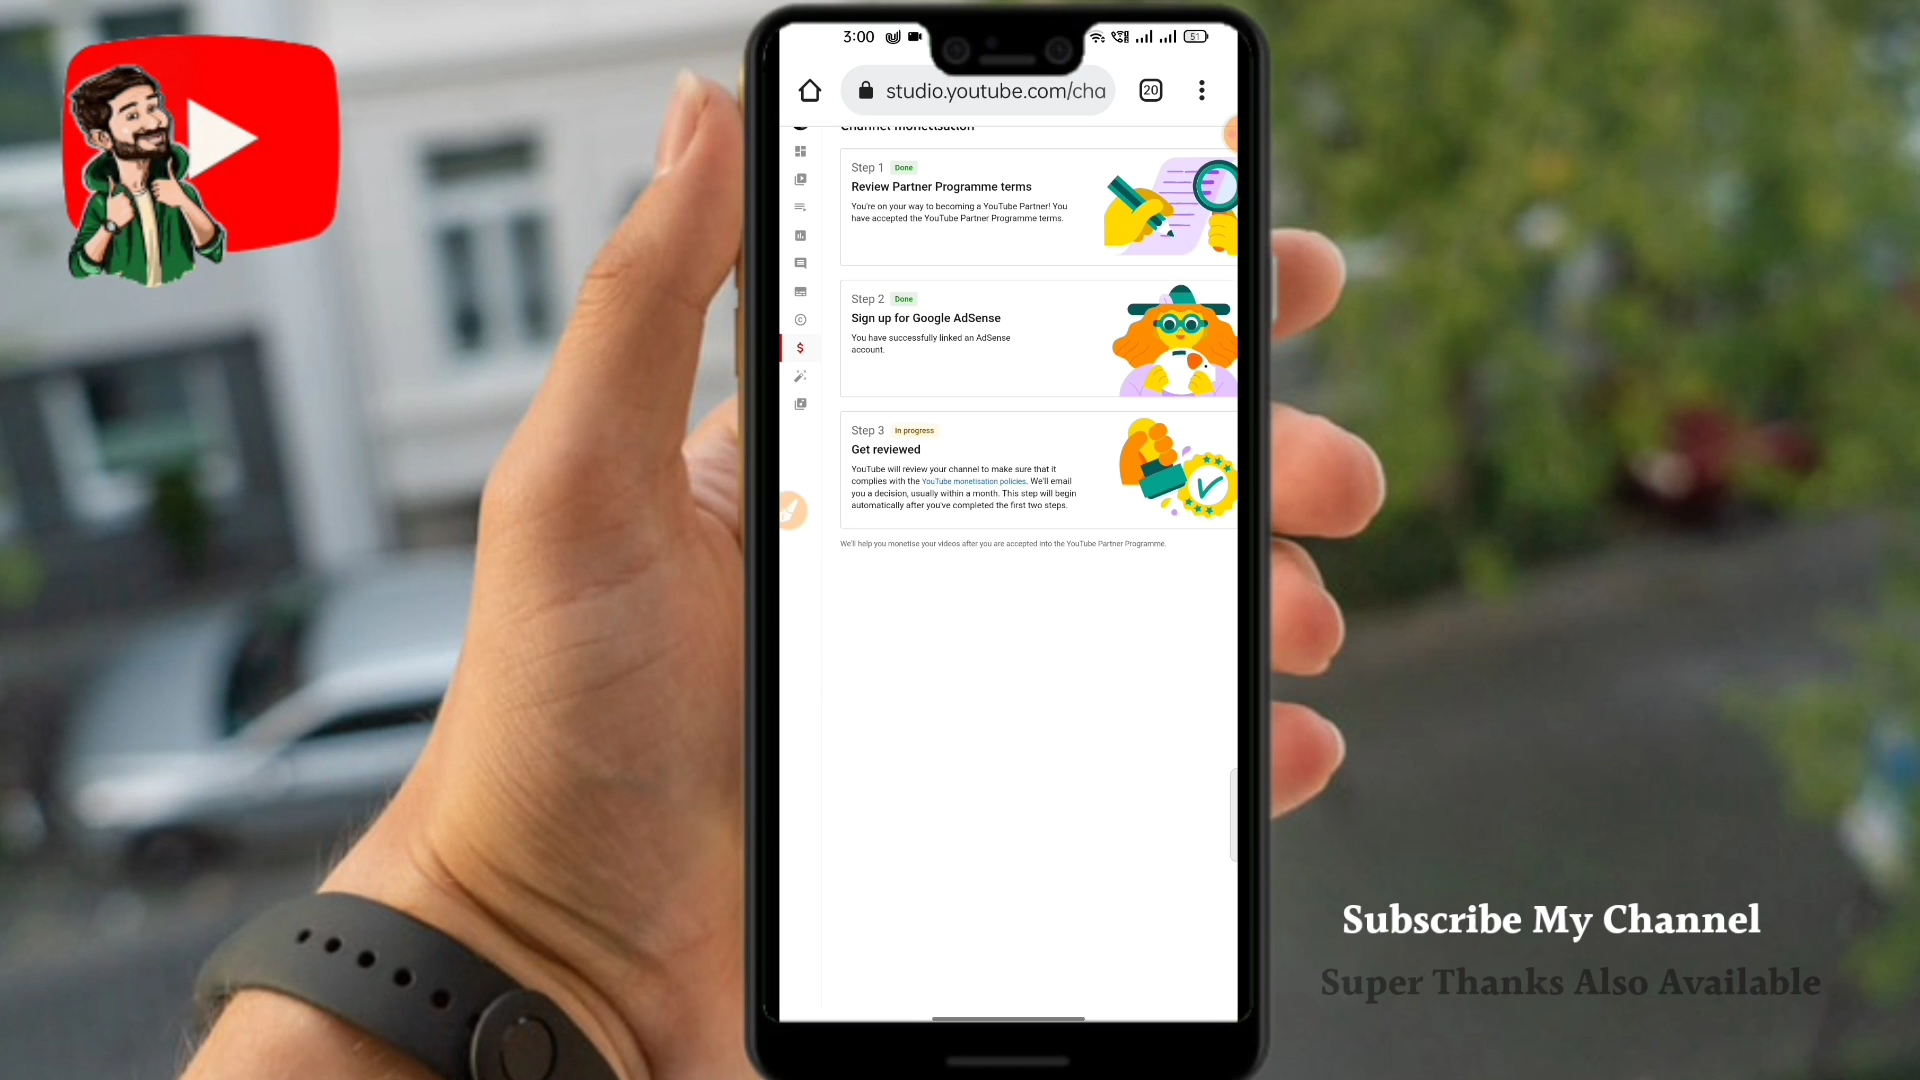 3:00
51
studio.youtube.com/cha
20
Channel monetisation
Step 1 Done
Review Partner Programme terms
You're on your way to becoming a YouTube Partner! You
have accepted the YouTube Partner Programme terms.
Step 2 Done
Sign up for Google AdSense
You have successfully linked an AdSense
account.
Step 3 In progress
Get reviewed
YouTube will review your channel to make sure that it
complies with the YouTube monetisation policies. We'll email
you a decision, usually within a month. This step will begin
automatically after you've completed the first two steps.
We'll help you monetise your videos after you are accepted into the YouTube Partner Programme.
Subscribe My Channel
Super Thanks Also Available